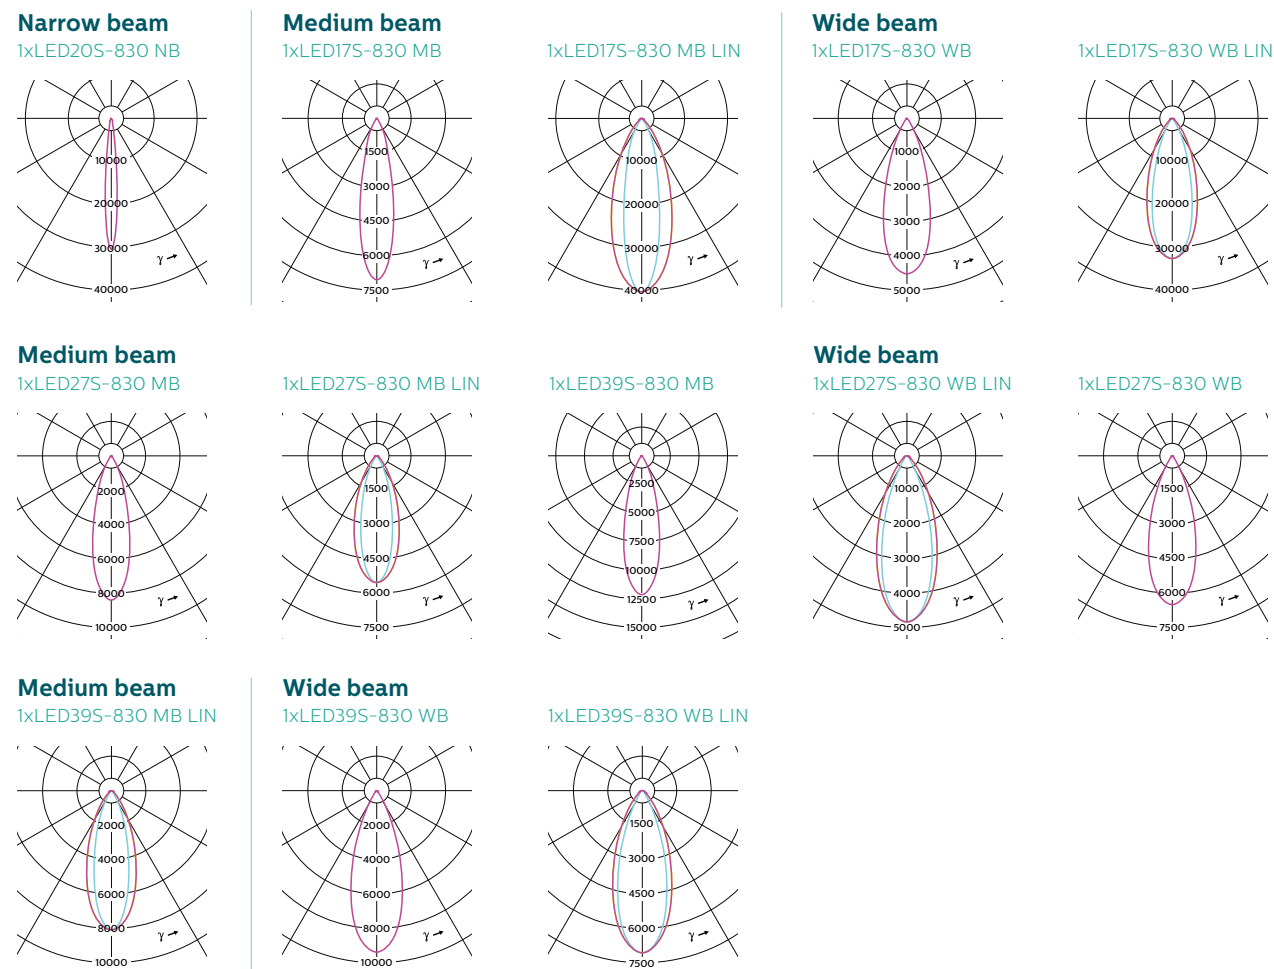 Narrow beam
1xLED20S-830 NB
10000
20000
30000
40000
γ
Medium beam
1xLED17S-830 MB
1500
3000
4500
6000
7500
γ
1xLED17S-830 MB LIN
10000
20000
30000
40000
γ
Wide beam
1xLED17S-830 WB
1000
2000
3000
4000
5000
γ
1xLED17S-830 WB LIN
10000
20000
30000
40000
γ
Medium beam
1xLED27S-830 MB
2000
4000
6000
8000
10000
γ
1xLED27S-830 MB LIN
1500
3000
4500
6000
7500
γ
1xLED39S-830 MB
2500
5000
7500
10000
12500
15000
γ
Wide beam
1xLED27S-830 WB LIN
1000
2000
3000
4000
5000
γ
1xLED27S-830 WB
1500
3000
4500
6000
7500
γ
Medium beam
1xLED39S-830 MB LIN
2000
4000
6000
8000
10000
γ
Wide beam
1xLED39S-830 WB
2000
4000
6000
8000
10000
γ
1xLED39S-830 WB LIN
1500
3000
4500
6000
7500
γ